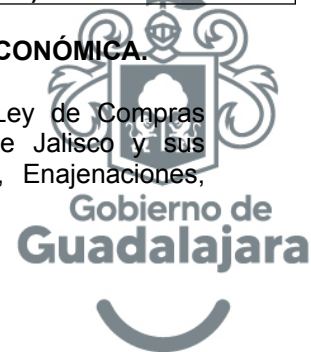 CONÓMICA.
Ley de Compras
e Jalisco y sus
, Enajenaciones,
Gobierno de
Guadalajara